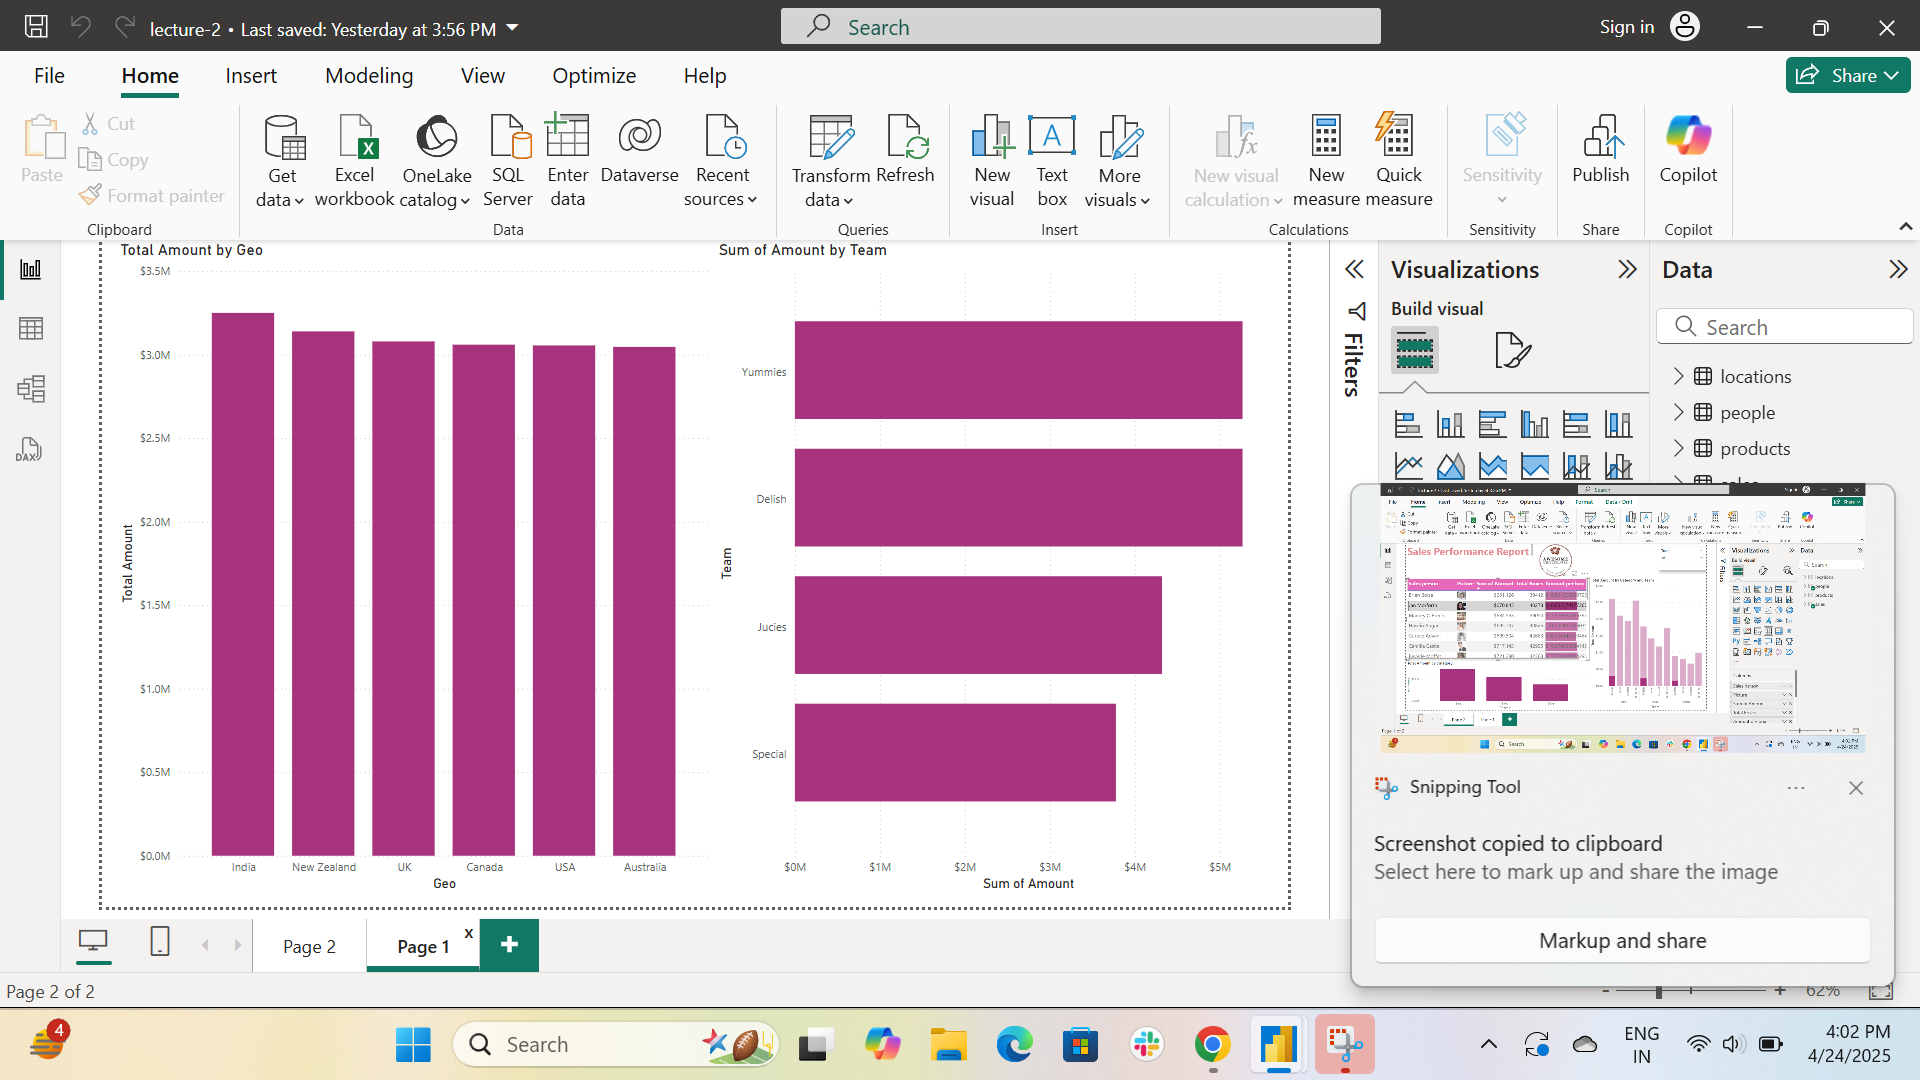 lecture-2 • Last saved: Yesterday at 3:56 PM
Search
Sign in
File
Home
Insert
Modeling
View
Optimize
Help
Share
Paste
Cut
Copy
Format painter
Clipboard
Get data
Excel workbook
OneLake catalog
SQL Server
Enter data
Dataverse
Recent sources
Data
Transform data
Refresh
Queries
New visual
Text box
More visuals
Insert
New visual calculation
New measure
Quick measure
Calculations
Sensitivity
Sensitivity
Publish
Share
Copilot
Copilot
DAX
Total Amount by Geo
$3.5M
$3.0M
$2.5M
$2.0M
$1.5M
$1.0M
$0.5M
$0.0M
Total Amount
India
New Zealand
UK
Canada
USA
Australia
Geo
Sum of Amount by Team
Yummies
Delish
Jucies
Special
Team
$0M
$1M
$2M
$3M
$4M
$5M
Sum of Amount
Filters
Visualizations
Build visual
Data
Search
locations
people
products
Sales Performance Report
Snipping Tool
Screenshot copied to clipboard
Select here to mark up and share the image
Markup and share
Page 2
Page 1
x
Page 2 of 2
62%
4
Search
ENG
IN
4:02 PM
4/24/2025